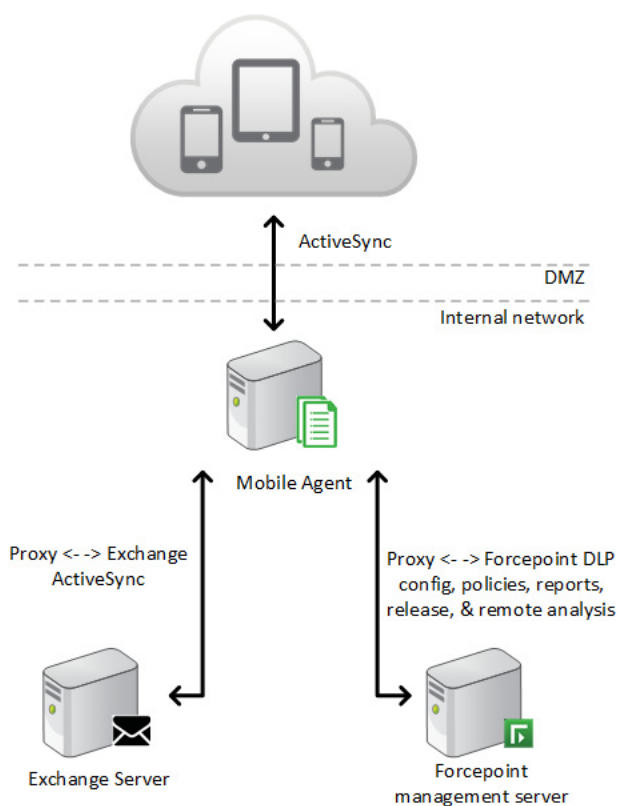 ActiveSync
DMZ
Internal network
Mobile Agent
Proxy <- -> Exchange
ActiveSync
Proxy <- -> Forcepoint DLP
config, policies, reports,
release, & remote analysis
Exchange Server
Forcepoint
management server